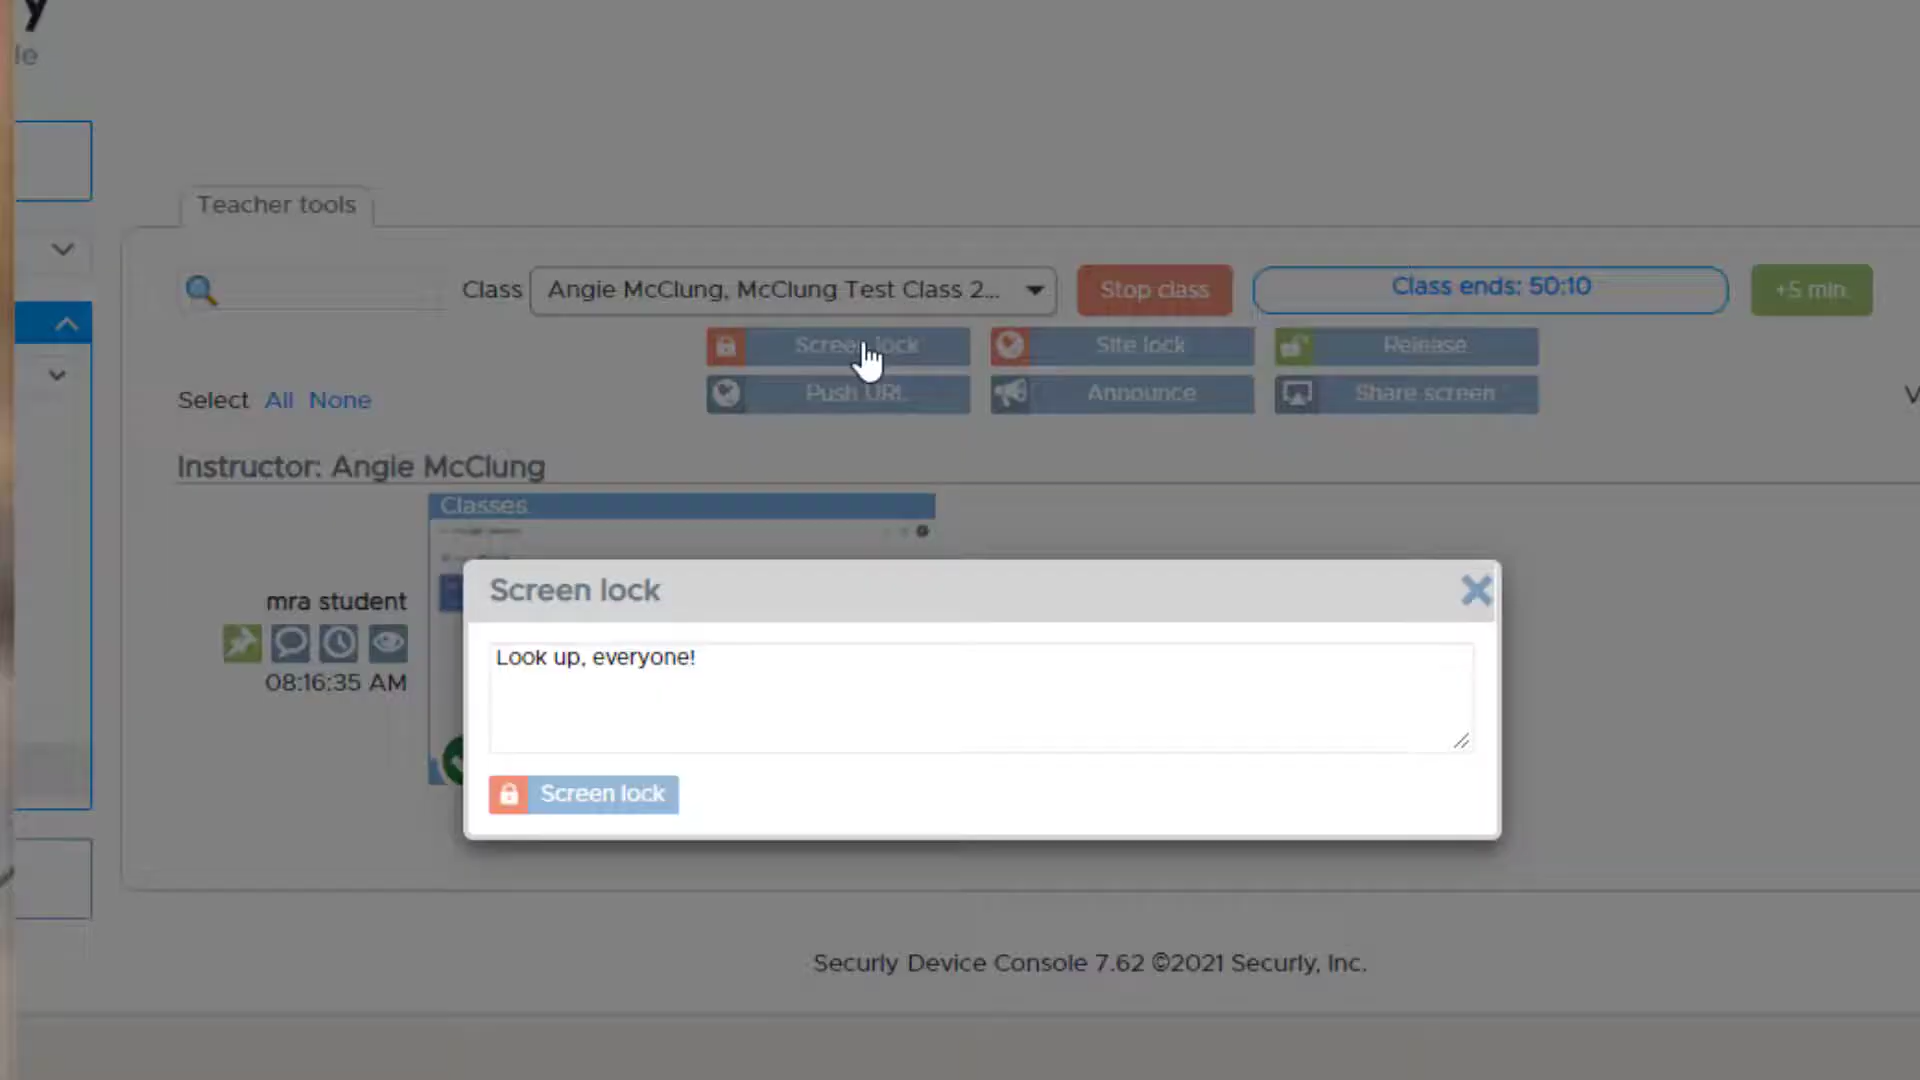 y
le
Teacher tools
Class Angie McClung, McClung Test Class 2... Stop class Class ends: 50:10 +5 min
Screen lock Site lock Release
Select All None Push URL Announce Share screen V
Instructor: Angie McClung
Classes
Screen lock
mra student
Look up, everyone!
08:16:35 AM
Screen lock
Securly Device Console 7.62 ©2021 Securly, Inc.